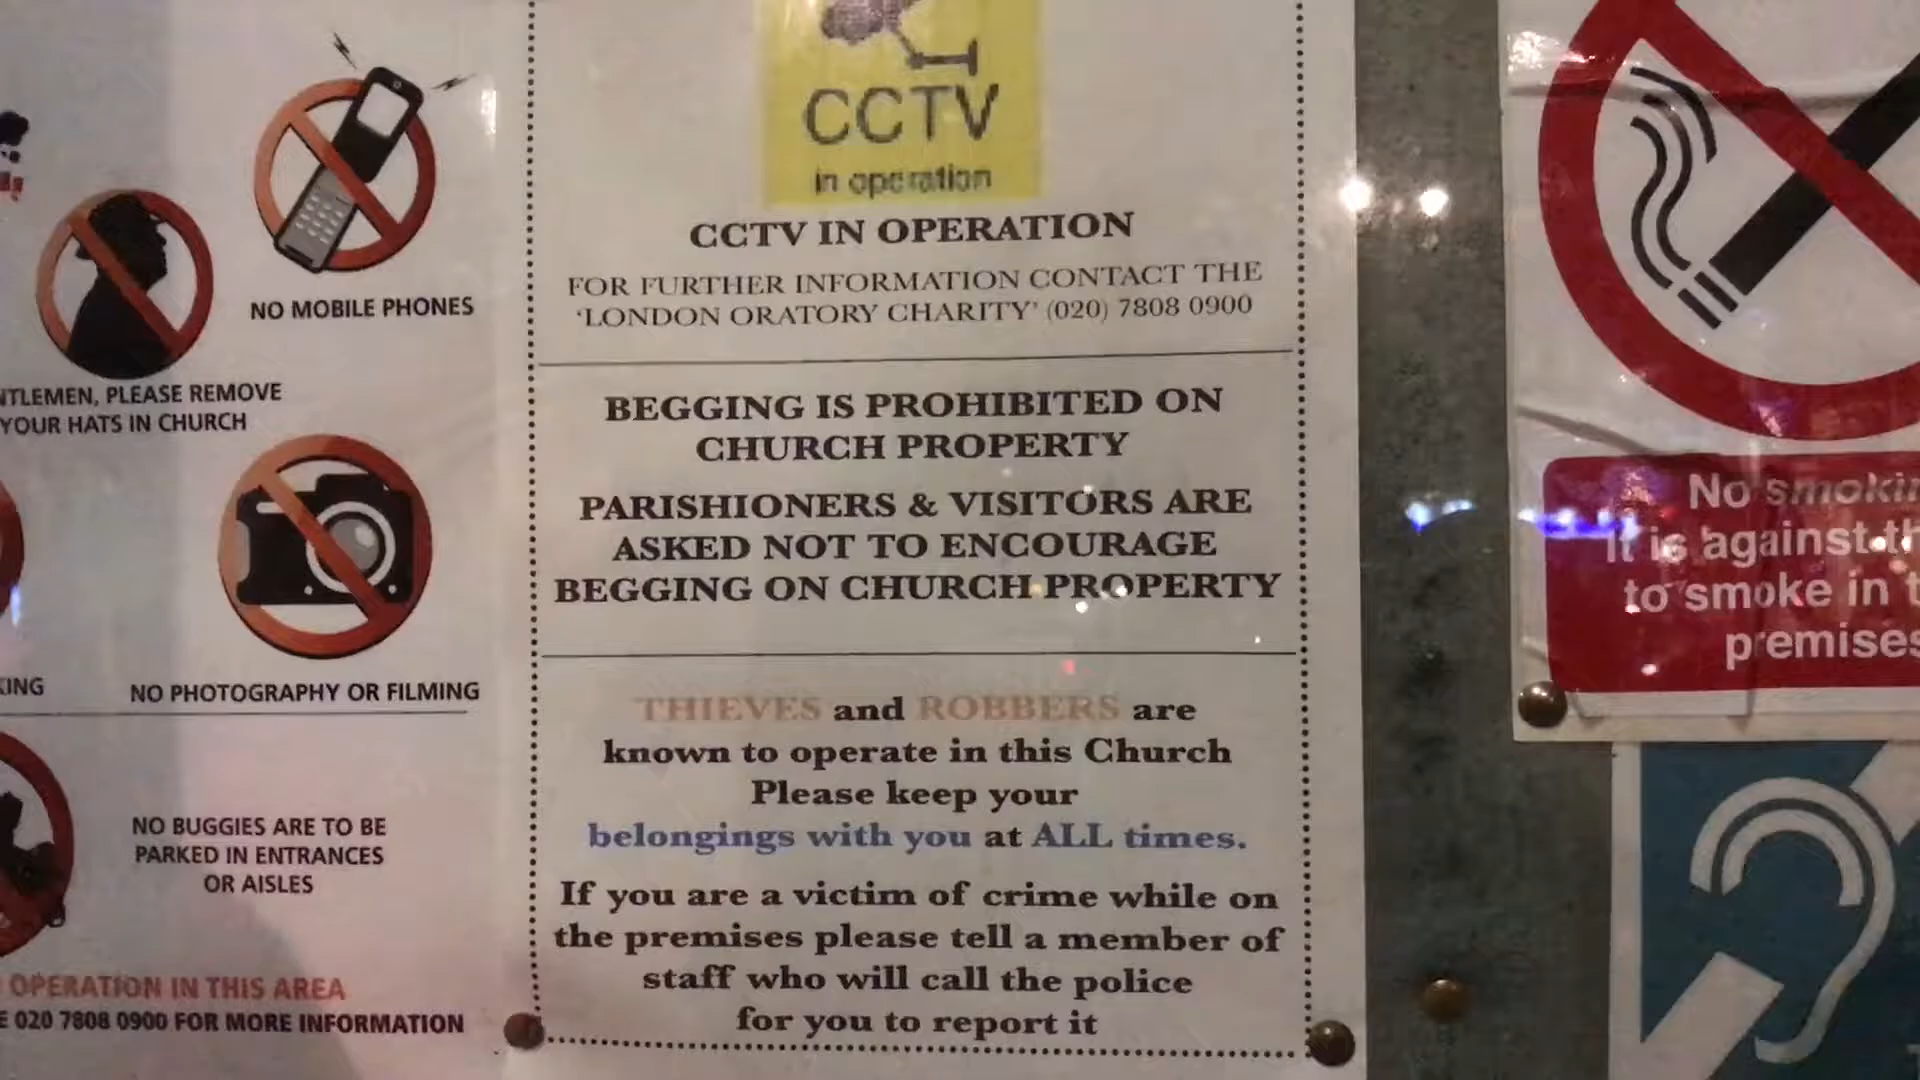 NO MOBILE PHONES
PLEASE REMOVE
YOUR HATS IN CHURCH
NO PHOTOGRAPHY OR FILMING
NO BUGGIES ARE TO BE
PARKED IN ENTRANCES
OR AISLES
OPERATION IN THIS AREA
020 7808 0900 FOR MORE INFORMATION
CCTV
in operation
CCTV IN OPERATION
FOR FURTHER INFORMATION CONTACT THE
‘LONDON ORATORY CHARITY’ (020) 7808 0900
BEGGING IS PROHIBITED ON
CHURCH PROPERTY
PARISHIONERS & VISITORS ARE
ASKED NOT TO ENCOURAGE
BEGGING ON CHURCH PROPERTY
THIEVES and ROBBERS are
known to operate in this Church
Please keep your
belongings with you at ALL times.
If you are a victim of crime while on
the premises please tell a member of
staff who will call the police
for you to report it
No
It is against
to smoke in
premises